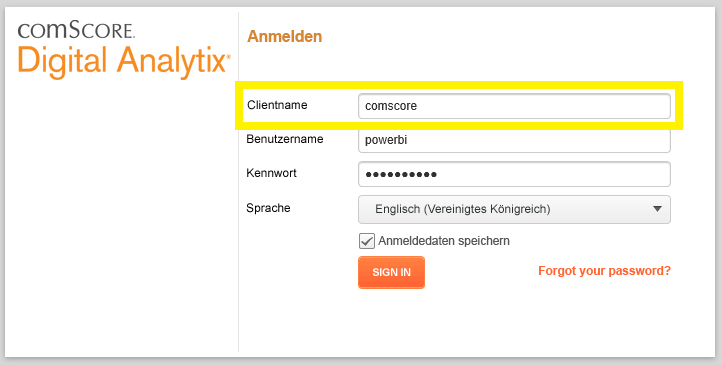 comScore.
Digital Analytix®
Anmelden
Clientname
comscore
Benutzername
powerbi
Kennwort
●●●●●●●●●●
Sprache
Englisch (Vereinigtes Königreich)
Anmeldedaten speichern
SIGN IN
Forgot your password?